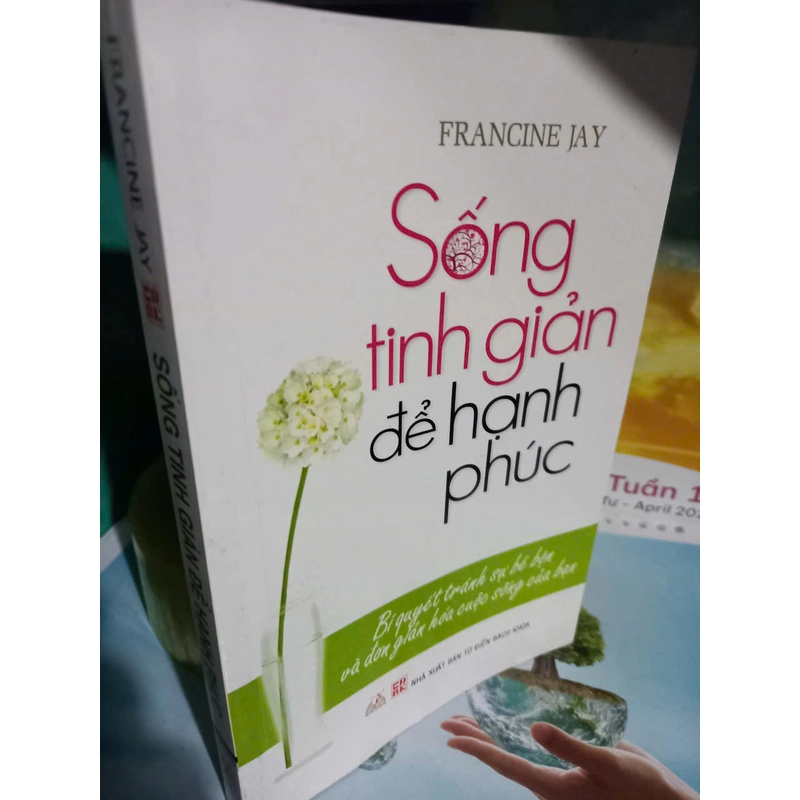 FRANCINE JAY
Sống
tinh giản
để hạnh
phúc
Bí quyết tránh sự bề bộn
và đơn giản hóa cuộc sống của bạn
NHÀ XUẤT BẢN TỪ ĐIỂN BÁCH KHOA
FRANCINE JAY SỐNG TINH GIẢN ĐỂ HẠNH PHÚC
Tuần 1
Tư - April 202